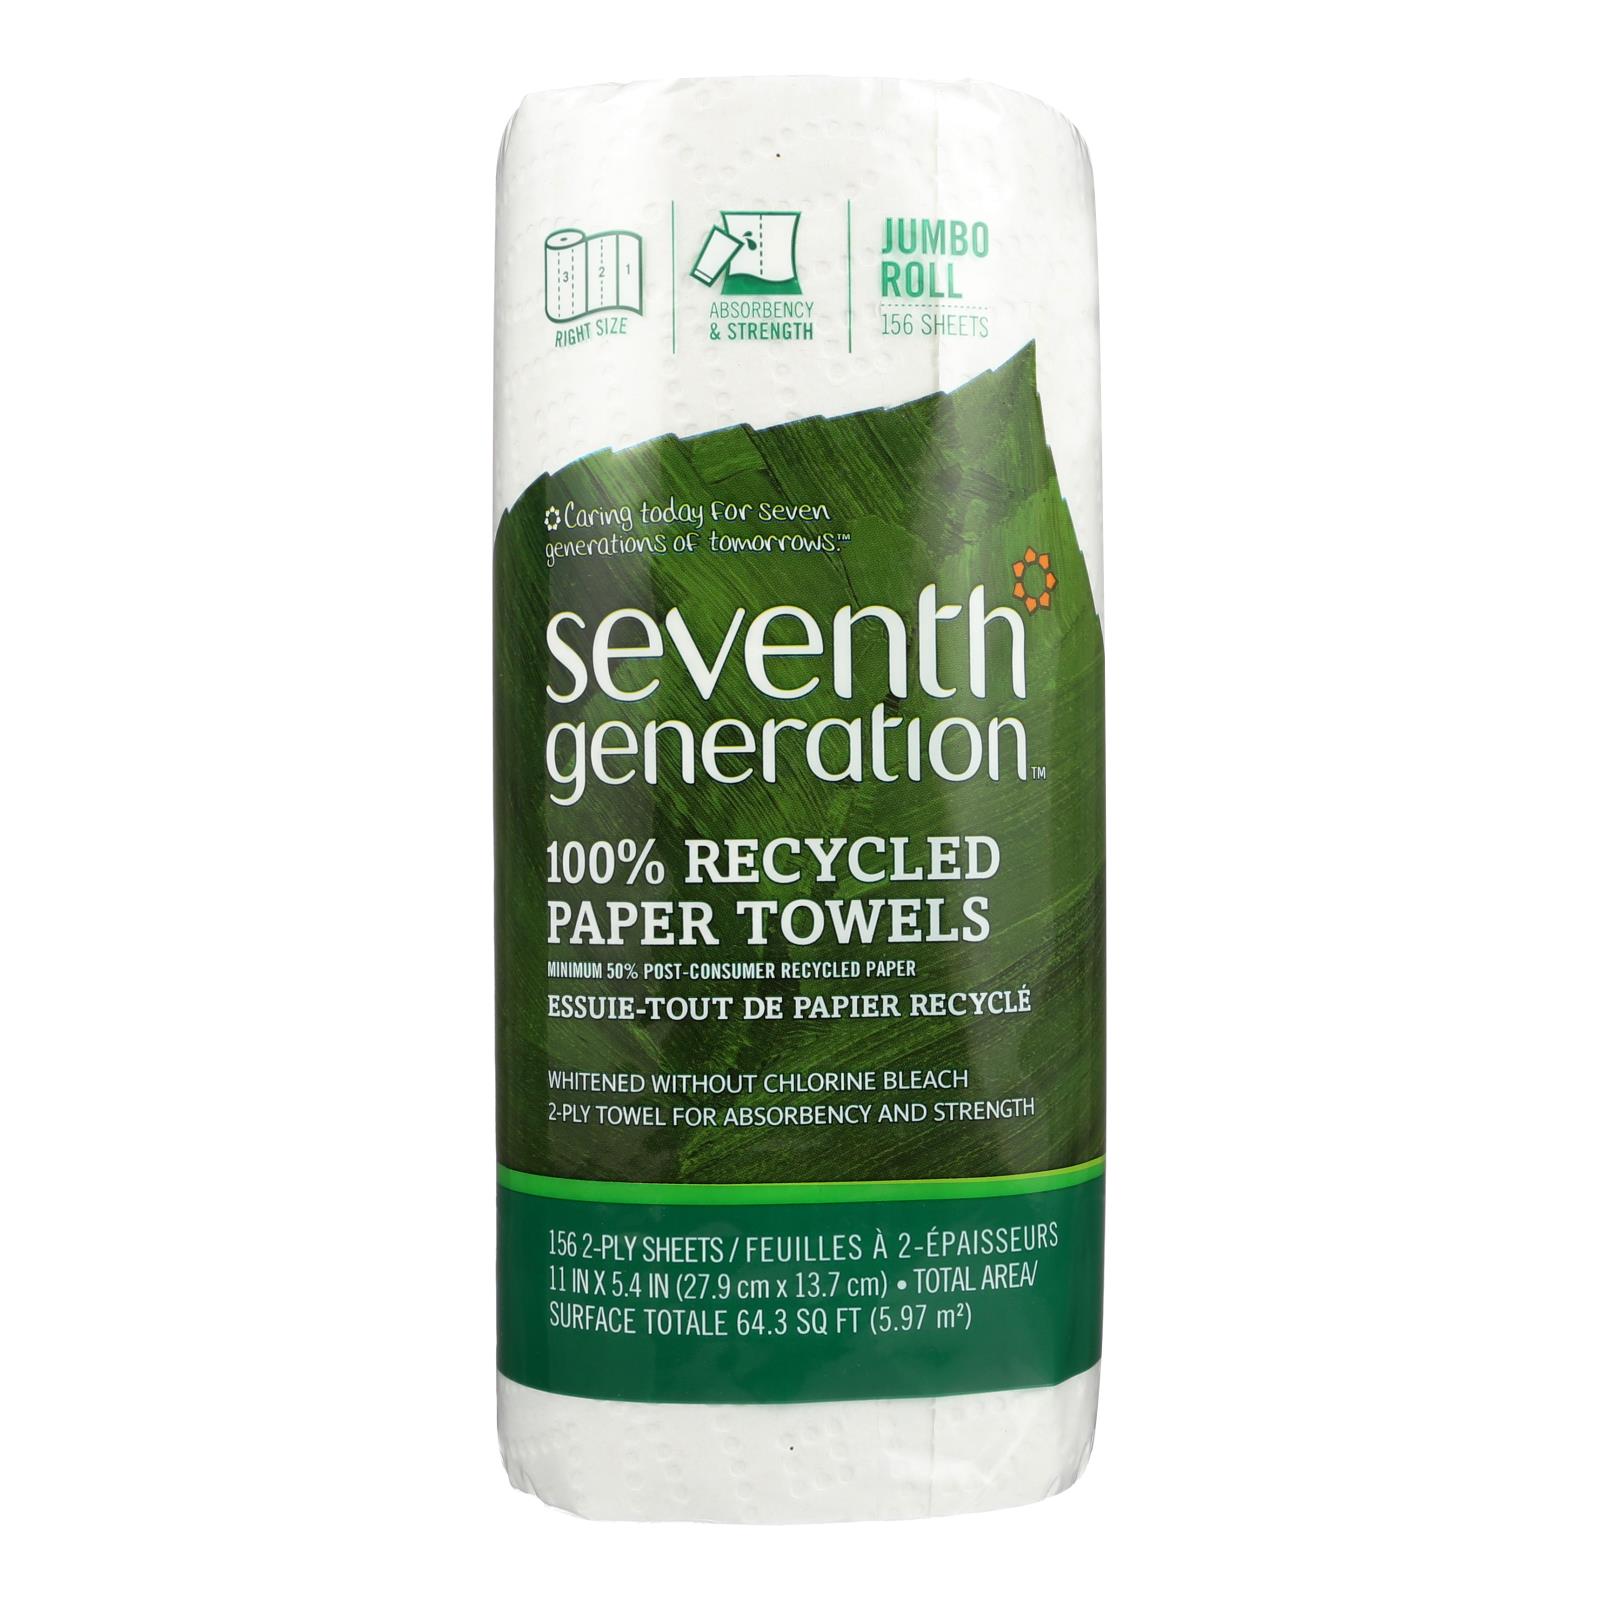 3 2 1
RIGHT SIZE
ABSORBENCY
& STRENGTH
JUMBO
ROLL
156 SHEETS
Caring today for seven
generations of tomorrows.™
seventh
generation™
100% RECYCLED
PAPER TOWELS
MINIMUM 50% POST-CONSUMER RECYCLED PAPER
ESSUIE-TOUT DE PAPIER RECYCLÉ
WHITENED WITHOUT CHLORINE BLEACH
2-PLY TOWEL FOR ABSORBENCY AND STRENGTH
156 2-PLY SHEETS / FEUILLES À 2-ÉPAISSEURS
11 IN X 5.4 IN (27.9 cm x 13.7 cm) • TOTAL AREA/
SURFACE TOTALE 64.3 SQ FT (5.97 m²)